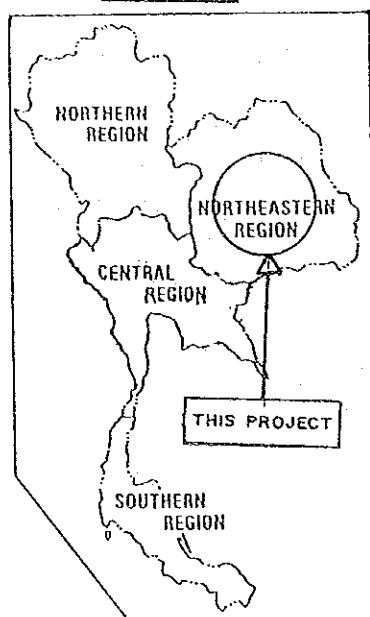 NORTHERN
REGION
NORTHEASTERN
REGION
CENTRAL
REGION
THIS PROJECT
SOUTHERN
REGION